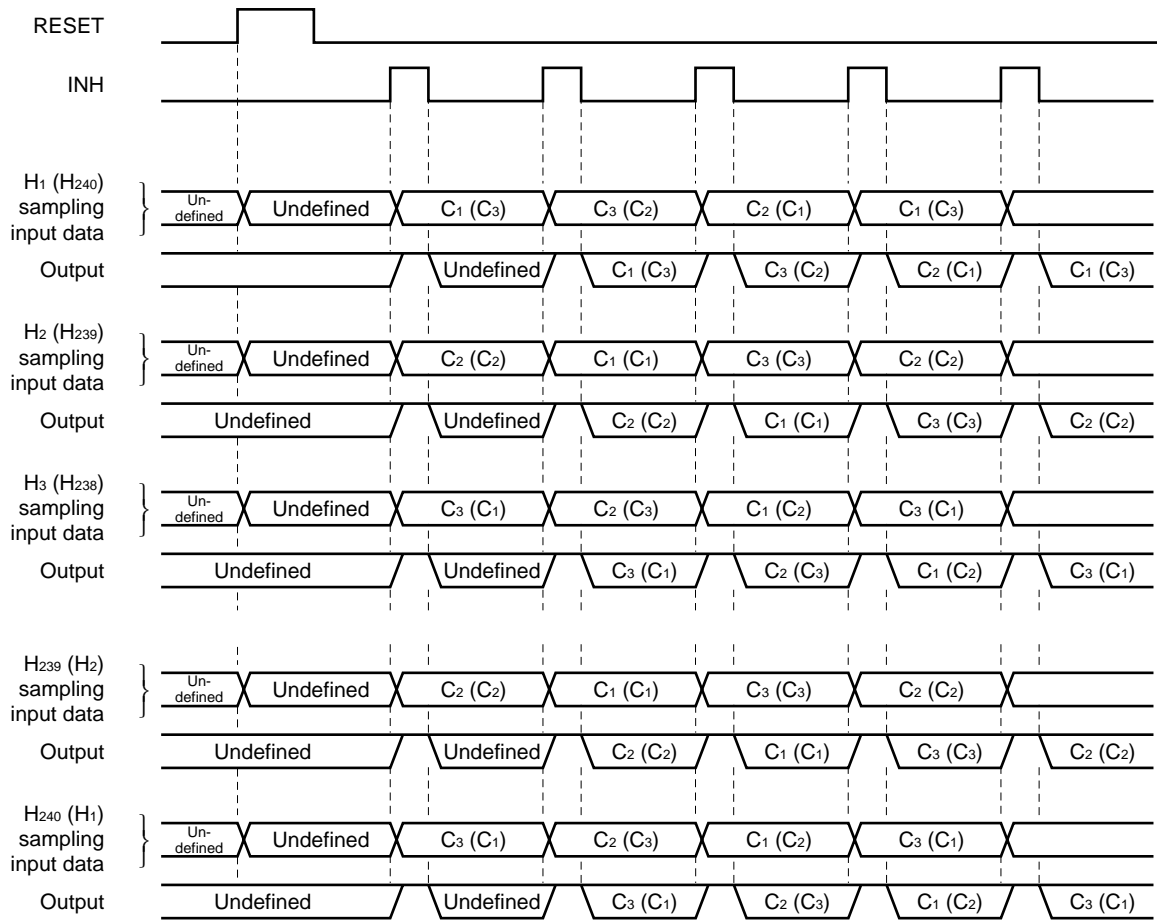 RESET
INH
H₁ (H₂₄₀)
sampling
input data
Un-
defined
Undefined
C₁ (C₃)
C₃ (C₂)
C₂ (C₁)
C₁ (C₃)
Output
Undefined
C₁ (C₃)
C₃ (C₂)
C₂ (C₁)
C₁ (C₃)
H₂ (H₂₃₉)
sampling
input data
Un-
defined
Undefined
C₂ (C₂)
C₁ (C₁)
C₃ (C₃)
C₂ (C₂)
Output
Undefined
Undefined
C₂ (C₂)
C₁ (C₁)
C₃ (C₃)
C₂ (C₂)
H₃ (H₂₃₈)
sampling
input data
Un-
defined
Undefined
C₃ (C₁)
C₂ (C₃)
C₁ (C₂)
C₃ (C₁)
Output
Undefined
Undefined
C₃ (C₁)
C₂ (C₃)
C₁ (C₂)
C₃ (C₁)
H₂₃₉ (H₂)
sampling
input data
Un-
defined
Undefined
C₂ (C₂)
C₁ (C₁)
C₃ (C₃)
C₂ (C₂)
Output
Undefined
Undefined
C₂ (C₂)
C₁ (C₁)
C₃ (C₃)
C₂ (C₂)
H₂₄₀ (H₁)
sampling
input data
Un-
defined
Undefined
C₃ (C₁)
C₂ (C₃)
C₁ (C₂)
C₃ (C₁)
Output
Undefined
Undefined
C₃ (C₁)
C₂ (C₃)
C₁ (C₂)
C₃ (C₁)